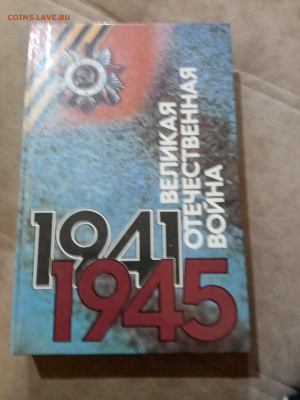 COINS.LAVE.RU
1941
1945
ВЕЛИКАЯ
ОТЕЧЕСТВЕННАЯ
ВОЙНА